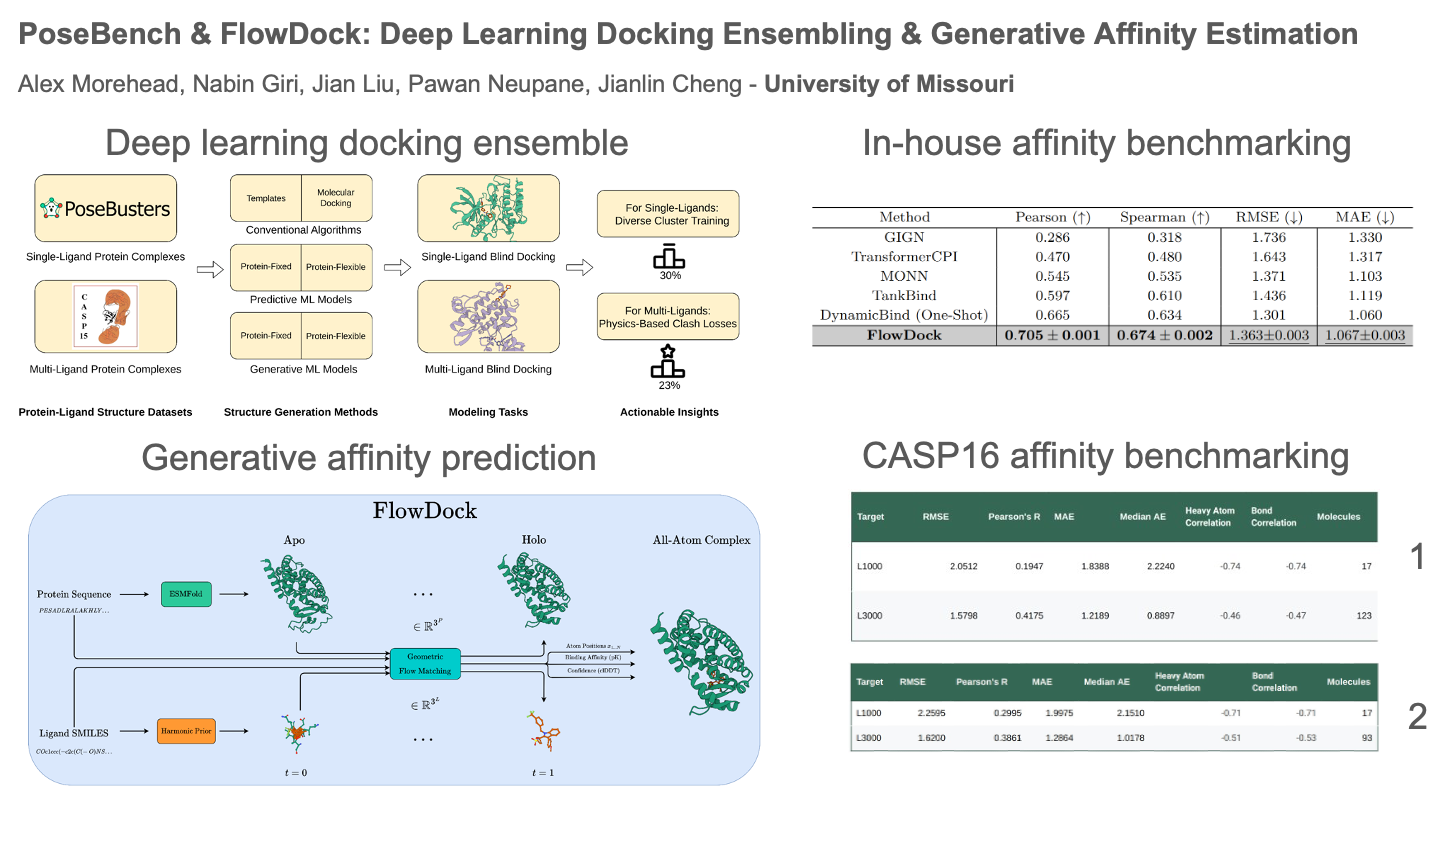 PoseBench & FlowDock: Deep Learning Docking Ensembling & Generative Affinity Estimation
Alex Morehead, Nabin Giri, Jian Liu, Pawan Neupane, Jianlin Cheng - University of Missouri
Deep learning docking ensemble
PoseBusters
Single-Ligand Protein Complexes
CASP15
Multi-Ligand Protein Complexes
Protein-Ligand Structure Datasets
Templates
Molecular Docking
Conventional Algorithms
Protein-Fixed Protein-Flexible
Predictive ML Models
Protein-Fixed Protein-Flexible
Generative ML Models
Structure Generation Methods
Single-Ligand Blind Docking
Multi-Ligand Blind Docking
Modeling Tasks
For Single-Ligands:
Diverse Cluster Training
30%
For Multi-Ligands:
Physics-Based Clash Losses
23%
Actionable Insights
In-house affinity benchmarking
Method Pearson (↑) Spearman (↑) RMSE (↓) MAE (↓)
GIGN 0.286 0.318 1.736 1.330
TransformerCPI 0.470 0.480 1.643 1.317
MONN 0.545 0.535 1.371 1.103
TankBind 0.597 0.610 1.436 1.119
DynamicBind (One-Shot) 0.665 0.634 1.301 1.060
FlowDock 0.705 ± 0.001 0.674 ± 0.002 1.363±0.003 1.067±0.003
Generative affinity prediction
FlowDock
Apo Holo All-Atom Complex
Protein Sequence
PESADLRALAKHLY...
ESMFold
. . .
∈ ℝ³ᴾ
Geometric
Flow Matching
Atom Positions x
Binding Affinity (pK)
Confidence (plDDT)
∈ ℝ³ᴸ
Ligand SMILES
COc1ccc(−c2c(C(−O)NS...
Harmonic Prior
. . .
t = 0 t = 1
CASP16 affinity benchmarking
Target RMSE Pearson's R MAE Median AE Heavy Atom Correlation Bond Correlation Molecules
L1000 2.0512 0.1947 1.8388 2.2240 -0.74 -0.74 17
L3000 1.5798 0.4175 1.2189 0.8897 -0.46 -0.47 123
1
Target RMSE Pearson's R MAE Median AE Heavy Atom Correlation Bond Correlation Molecules
L1000 2.2595 0.2995 1.9975 2.1510 -0.71 -0.71 17
L3000 1.6200 0.3861 1.2864 1.0178 -0.51 -0.53 93
2